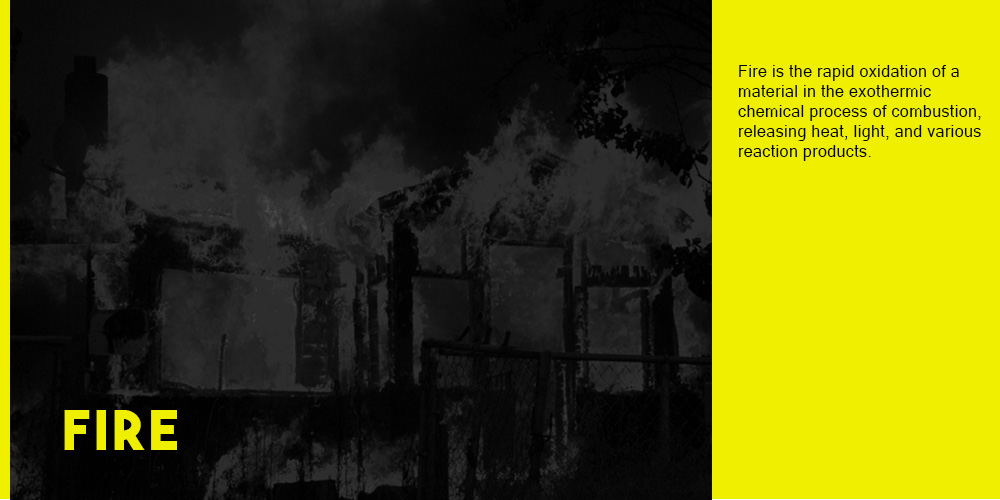 Fire is the rapid oxidation of a
material in the exothermic
chemical process of combustion,
releasing heat, light, and various
reaction products.
FIRE